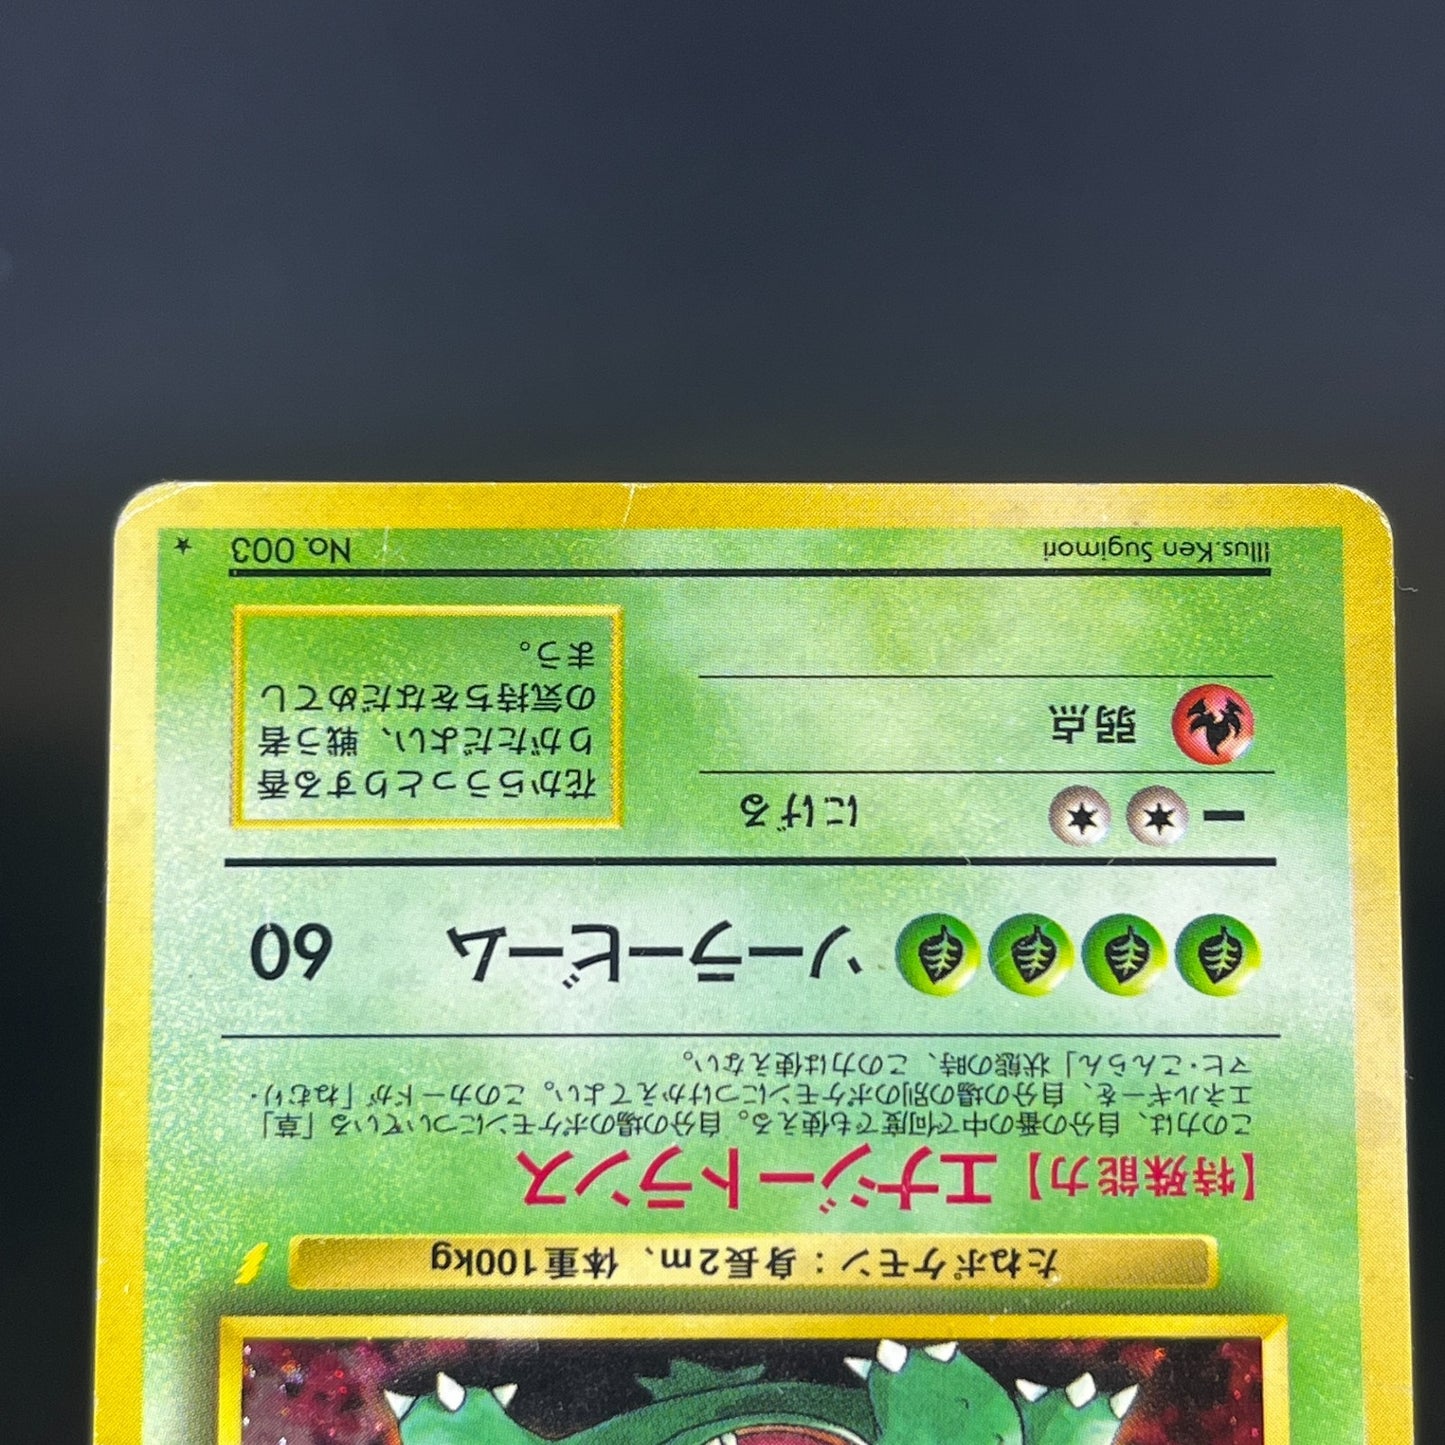 たねポケモン：身長2m、体重100kg
【特殊能力】エナジートランス
この力は、自分の番の中で何度でも使える。自分の場のポケモンについている「草」
エネルギーを、自分の場の別のポケモンにつけかえてよい。このカードが「ねむり・
マヒ・こんらん」状態の時、この力は使えない。
ソーラービーム 60
ー にげる
弱点
花からうっとりする香
りがただよい、戦う者
の気持ちをなだめてし
まう。
Illus.Ken Sugimori No. 003 ★